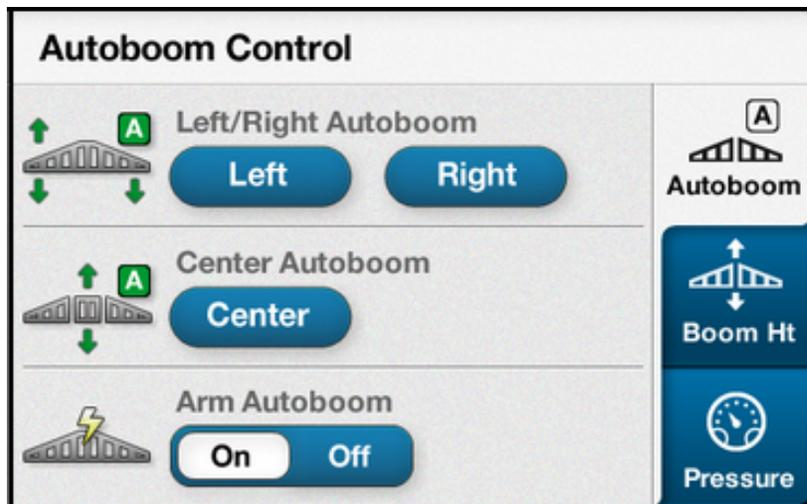 Autoboom Control
A
Left/Right Autoboom
Left
Right
A
Center Autoboom
Center
Arm Autoboom
On
Off
A
Autoboom
Boom Ht
Pressure